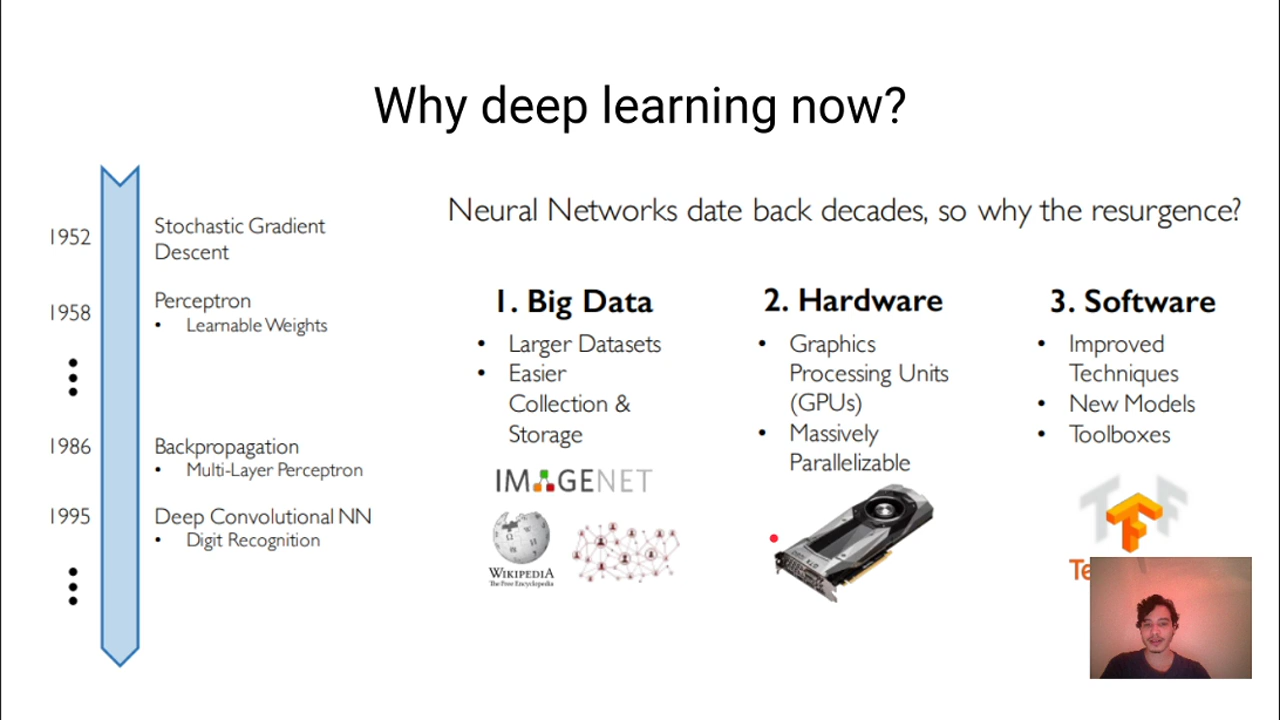 Why deep learning now?
Neural Networks date back decades, so why the resurgence?
1952
Stochastic Gradient
Descent
1958
Perceptron
• Learnable Weights
1986
Backpropagation
• Multi-Layer Perceptron
1995
Deep Convolutional NN
• Digit Recognition
1. Big Data
• Larger Datasets
• Easier
Collection &
Storage
IMAGENET
WIKIPEDIA
The Free Encyclopedia
2. Hardware
• Graphics
Processing Units
(GPUs)
• Massively
Parallelizable
3. Software
• Improved
Techniques
• New Models
• Toolboxes
Te